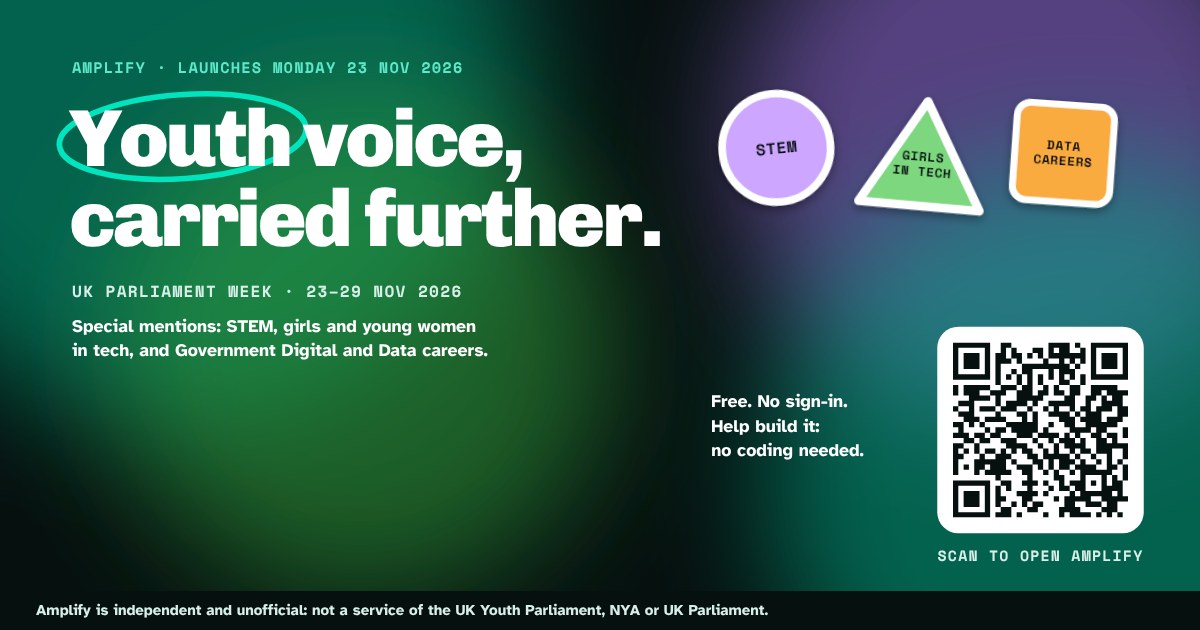 AMPLIFY · LAUNCHES MONDAY 23 NOV 2026
Youth voice,
carried further.
UK PARLIAMENT WEEK · 23–29 NOV 2026
Special mentions: STEM, girls and young women
in tech, and Government Digital and Data careers.
STEM
GIRLS
IN TECH
DATA
CAREERS
Free. No sign-in.
Help build it:
no coding needed.
SCAN TO OPEN AMPLIFY
Amplify is independent and unofficial: not a service of the UK Youth Parliament, NYA or UK Parliament.